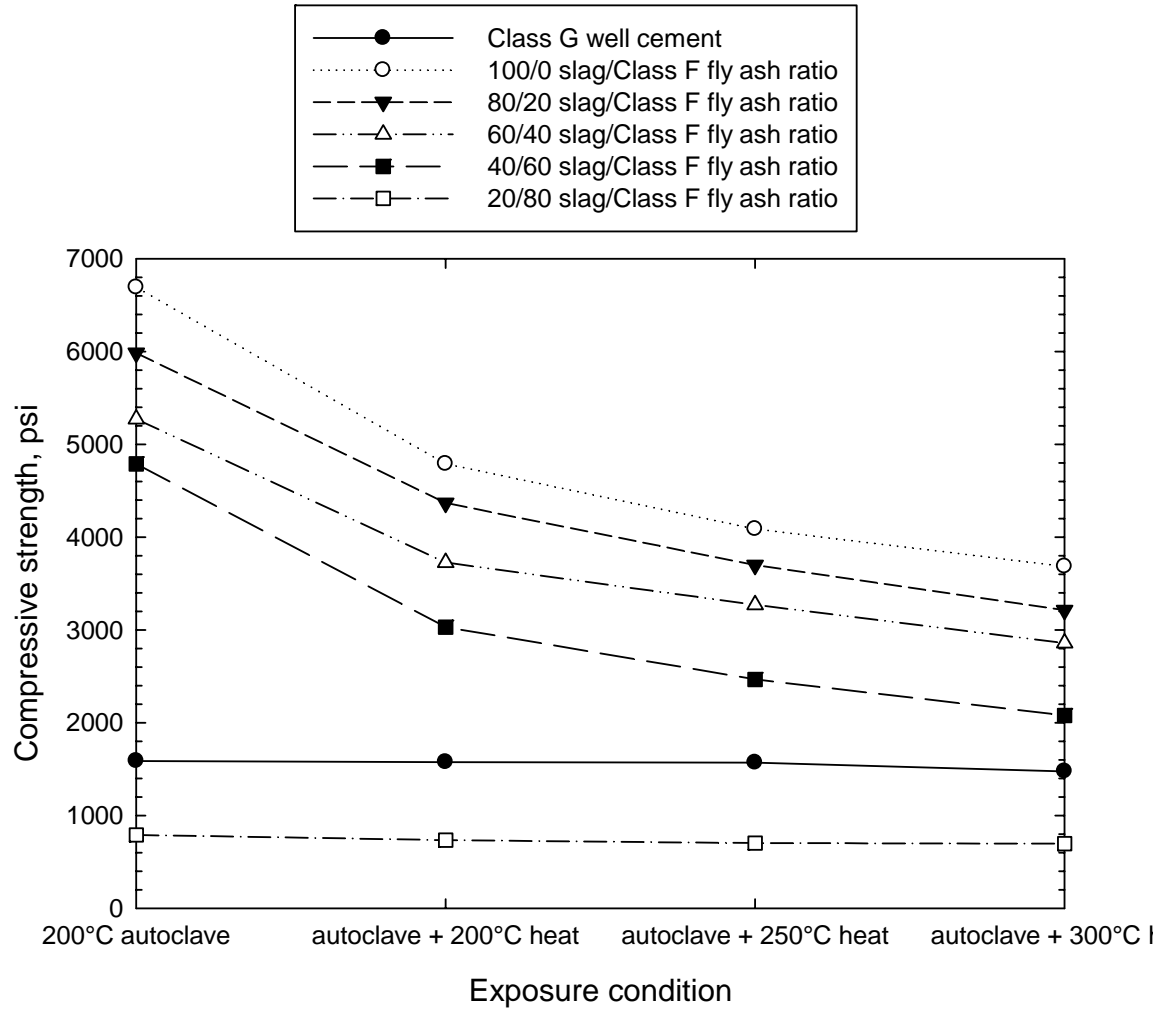 Class G well cement
100/0 slag/Class F fly ash ratio
80/20 slag/Class F fly ash ratio
60/40 slag/Class F fly ash ratio
40/60 slag/Class F fly ash ratio
20/80 slag/Class F fly ash ratio
Compressive strength, psi
7000
6000
5000
4000
3000
2000
1000
0
200°C autoclave autoclave + 200°C heat autoclave + 250°C heat autoclave + 300°C
Exposure condition